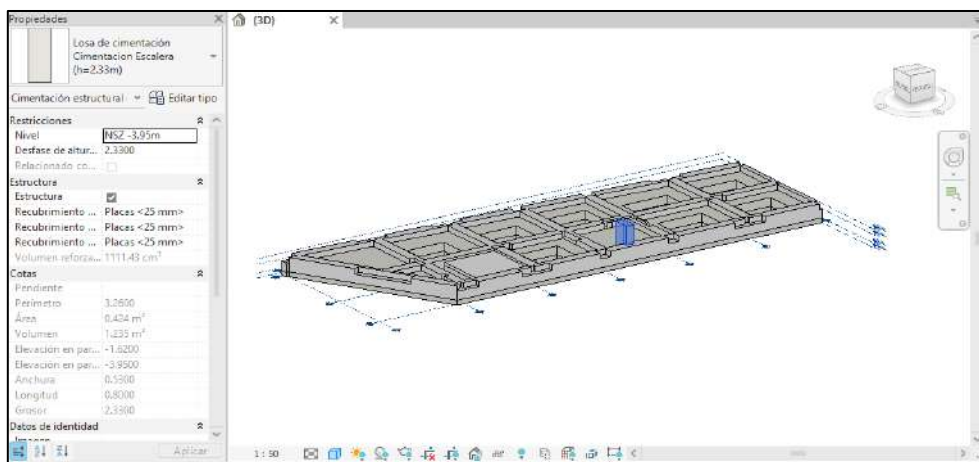 Propiedades
(3D)
Losa de cimentación
Cimentacion Escalera
(h=2.33m)
Cimentación estructural
Editar tipo
Restricciones
Nivel NSZ -3.95m
Desfase de altur... 2.3300
Relacionado co...
Estructura
Estructura
Recubrimiento ... Placas <25 mm>
Recubrimiento ... Placas <25 mm>
Recubrimiento ... Placas <25 mm>
Volumen reforza... 1111.43 cm³
Cotas
Pendiente
Perímetro 3.2600
Área 0.424 m²
Volumen 1.235 m³
Elevación en par... -1.6200
Elevación en par... -3.9500
Anchura 0.5300
Longitud 0.8000
Grosor 2.3300
Datos de identidad
Aplicar
1 : 50